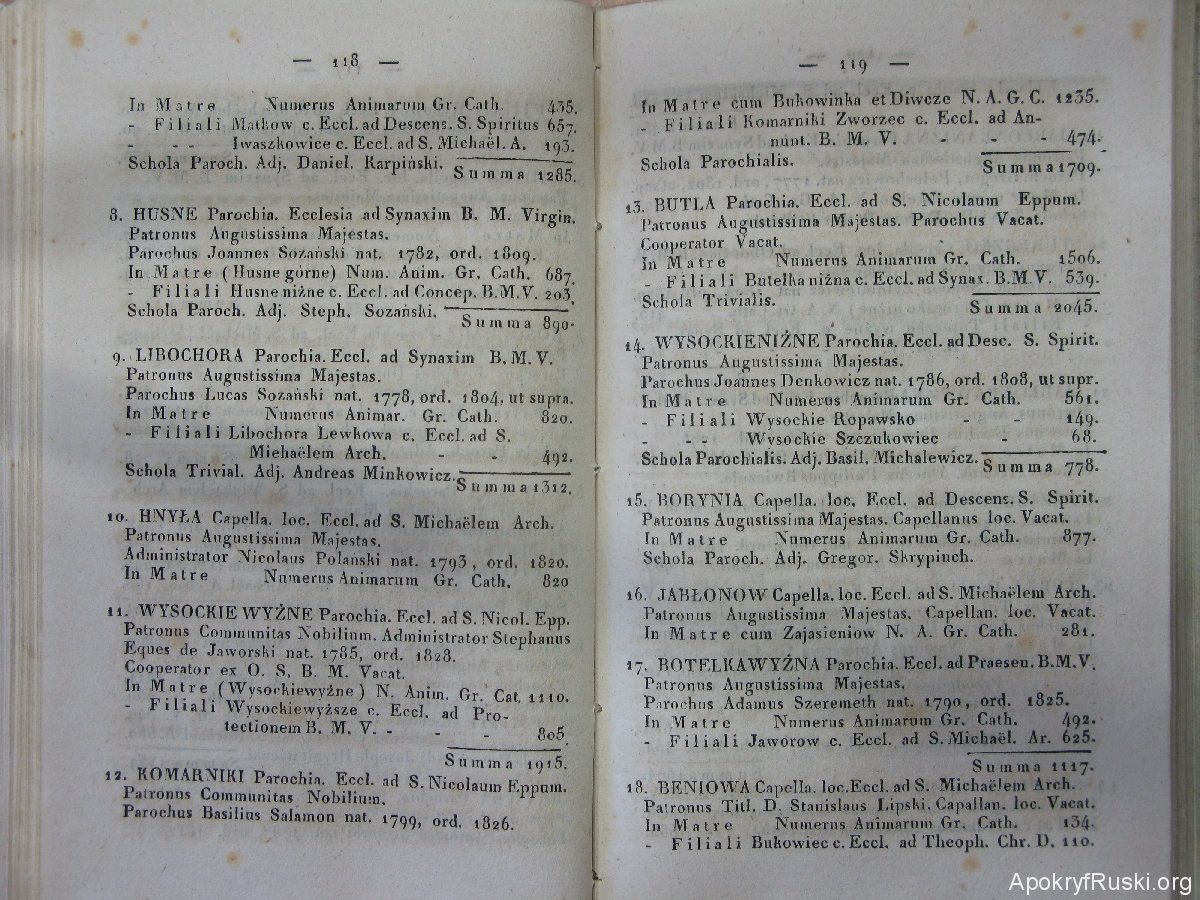 — 118 —
In Matre Numerus Animarum Gr. Cath. 435.
- Filiali Matkow c. Eccl. ad Descens. S. Spiritus 657.
- - - Iwaszkowice c. Eccl. ad S. Michaël. A. 193.
Schola Paroch. Adj. Daniel. Karpiński. Summa 1285.
8. HUSNE Parochia. Ecclesia ad Synaxim B. M. Virgin.
Patronus Augustissima Majestas.
Parochus Joannes Sozański nat. 1782, ord. 1809.
In Matre (Husne górne) Num. Anim. Gr. Cath. 687.
- Filiali Husne niżne c. Eccl. ad Concep. B.M.V. 203.
Schola Paroch. Adj. Steph. Sozański. Summa 890.
9. LIBOCHORA Parochia. Eccl. ad Synaxim B. M. V.
Patronus Augustissima Majestas.
Parochus Lucas Sozański nat. 1778, ord. 1804, ut supra.
In Matre Numerus Animar. Gr. Cath. 820.
- Filiali Libochora Lewkowa c. Eccl. ad S.
Miehaëlem Arch. - - 492.
Schola Trivial. Adj. Andreas Minkowicz. Summa 1312.
10. HNYŁA Capella. loc. Eccl. ad S. Michaëlem Arch.
Patronus Augustissima Majestas.
Administrator Nicolaus Polański nat. 1793, ord. 1820.
In Matre Numerus Animarum Gr. Cath. 820
11. WYSOCKIE WYŻNE Parochia. Eccl. ad S. Nicol. Epp.
Patronus Communitas Nobilium. Administrator Stephanus
Eques de Jaworski nat. 1785, ord. 1828.
Cooperator ex O. S. B. M. Vacat.
In Matre (Wysockiewyżne) N. Anim. Gr. Cat. 1110.
- Filiali Wysockiewyższe c. Eccl. ad Pro-
tectionem B. M. V. - - - 805.
Summa 1915.
12. KOMARNIKI Parochia. Eccl. ad S. Nicolaum Eppum.
Patronus Communitas Nobilium.
Parochus Basilius Salamon nat. 1799, ord. 1826.
— 119 —
In Matre cum Bukowinka et Diwcze N. A. G. C. 1235.
- Filiali Komarniki Zworzec c. Eccl. ad An-
nunt. B. M. V. - - - 474.
Schola Parochialis. Summa 1709.
13. BUTLA Parochia. Eccl. ad S. Nicolaum Eppum.
Patronus Augustissima Majestas. Parochus Vacat.
Cooperator Vacat.
In Matre Numerus Animarum Gr. Cath. 1506.
- Filiali Butelka niżna c. Eccl. ad Synax. B.M.V. 539.
Schola Trivialis. Summa 2045.
14. WYSOCKIENIŻNE Parochia. Eccl. ad Desc. S. Spirit.
Patronus Augustissima Majestas.
Parochus Joannes Denkowicz nat. 1786, ord. 1808, ut supr.
In Matre Numerus Animarum Gr. Cath. 561.
- Filiali Wysockie Ropawsko - - 149.
- - - Wysockie Szczukowiec - 68.
Schola Parochialis. Adj. Basil. Michalewicz. Summa 778.
15. BORYNIA Capella. loc. Eccl. ad Descens. S. Spirit.
Patronus Augustissima Majestas. Capellanus loc. Vacat.
In Matre Numerus Animarum Gr. Cath. 877.
Schola Paroch. Adj. Gregor. Skrypiuch.
16. JABŁONOW Capella. loc. Eccl. ad S. Michaëlem Arch.
Patronus Augustissima Majestas. Capellan. loc. Vacat.
In Matre cum Zajasieniow N. A. Gr. Cath. 281.
17. BOTELKAWYŻNA Parochia. Eccl. ad Praesen. B.M.V.
Patronus Augustissima Majestas.
Parochus Adamus Szeremeth nat. 1790, ord. 1825.
In Matre Numerus Animarum Gr. Cath. 492.
- Filiali Jaworow c. Eccl. ad S. Michaël. Ar. 625.
Summa 1117.
18. BENIOWA Capella. loc. Eccl. ad S. Michaëlem Arch.
Patronus Titl. D. Stanislaus Lipski. Capallan. loc. Vacat.
In Matre Numerus Animarum Gr. Cath. 134.
- Filiali Bukowiec c. Eccl. ad Theoph. Chr. D. 110.
ApokryfRuski.org